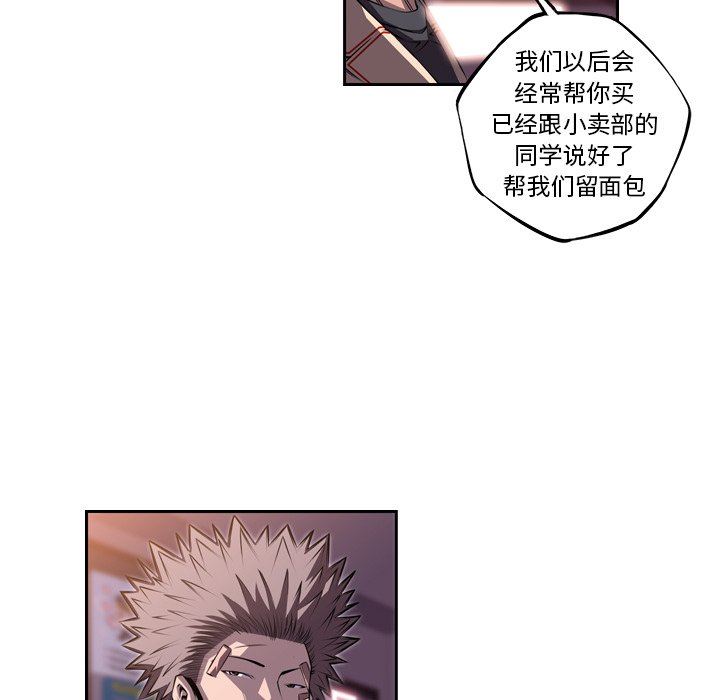 我们以后会
经常帮你买
已经跟小卖部的
同学说好了
帮我们留面包